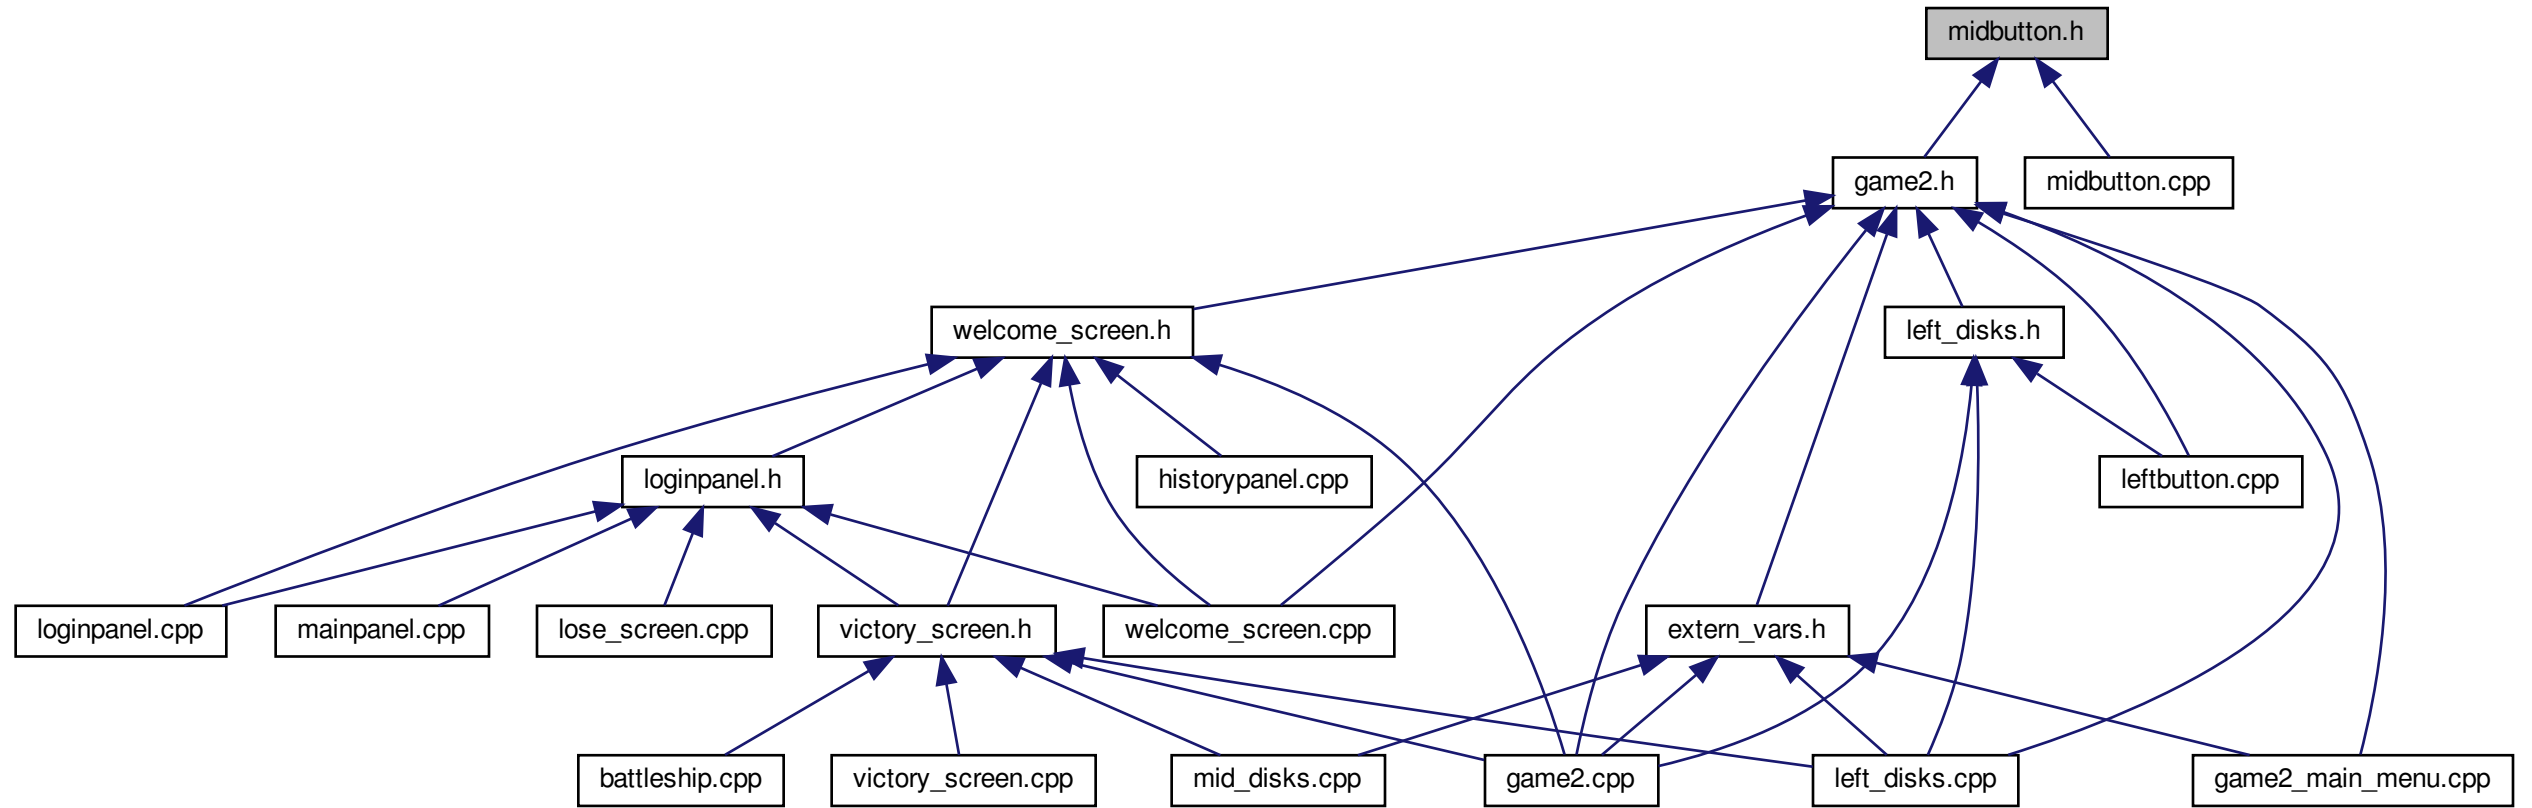 midbutton.h
game2.h
midbutton.cpp
welcome_screen.h
left_disks.h
loginpanel.h
historypanel.cpp
leftbutton.cpp
loginpanel.cpp
mainpanel.cpp
lose_screen.cpp
victory_screen.h
welcome_screen.cpp
extern_vars.h
battleship.cpp
victory_screen.cpp
mid_disks.cpp
game2.cpp
left_disks.cpp
game2_main_menu.cpp